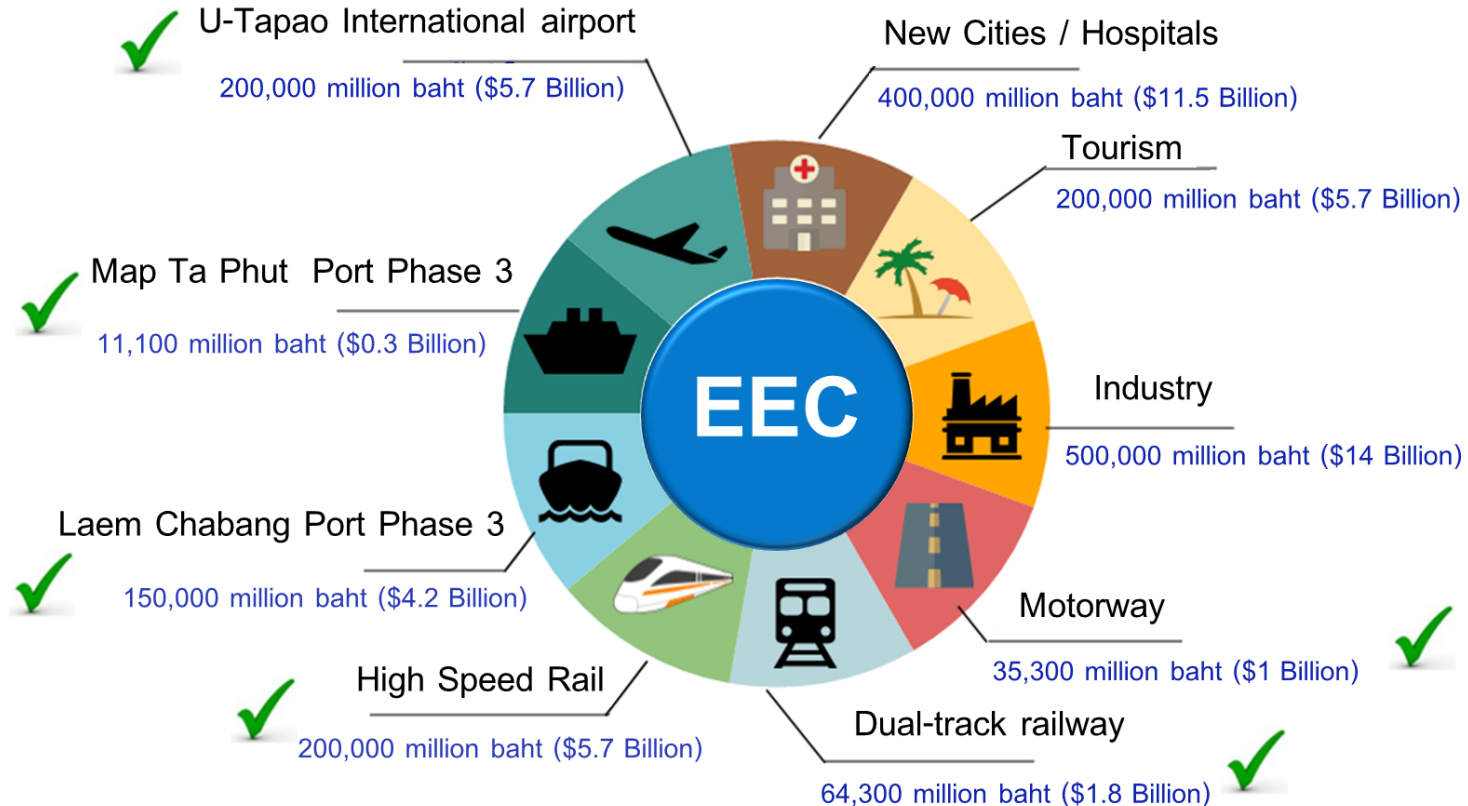 U-Tapao International airport
200,000 million baht ($5.7 Billion)
New Cities / Hospitals
400,000 million baht ($11.5 Billion)
Tourism
200,000 million baht ($5.7 Billion)
Map Ta Phut Port Phase 3
11,100 million baht ($0.3 Billion)
EEC
Industry
500,000 million baht ($14 Billion)
Laem Chabang Port Phase 3
150,000 million baht ($4.2 Billion)
Motorway
35,300 million baht ($1 Billion)
High Speed Rail
200,000 million baht ($5.7 Billion)
Dual-track railway
64,300 million baht ($1.8 Billion)